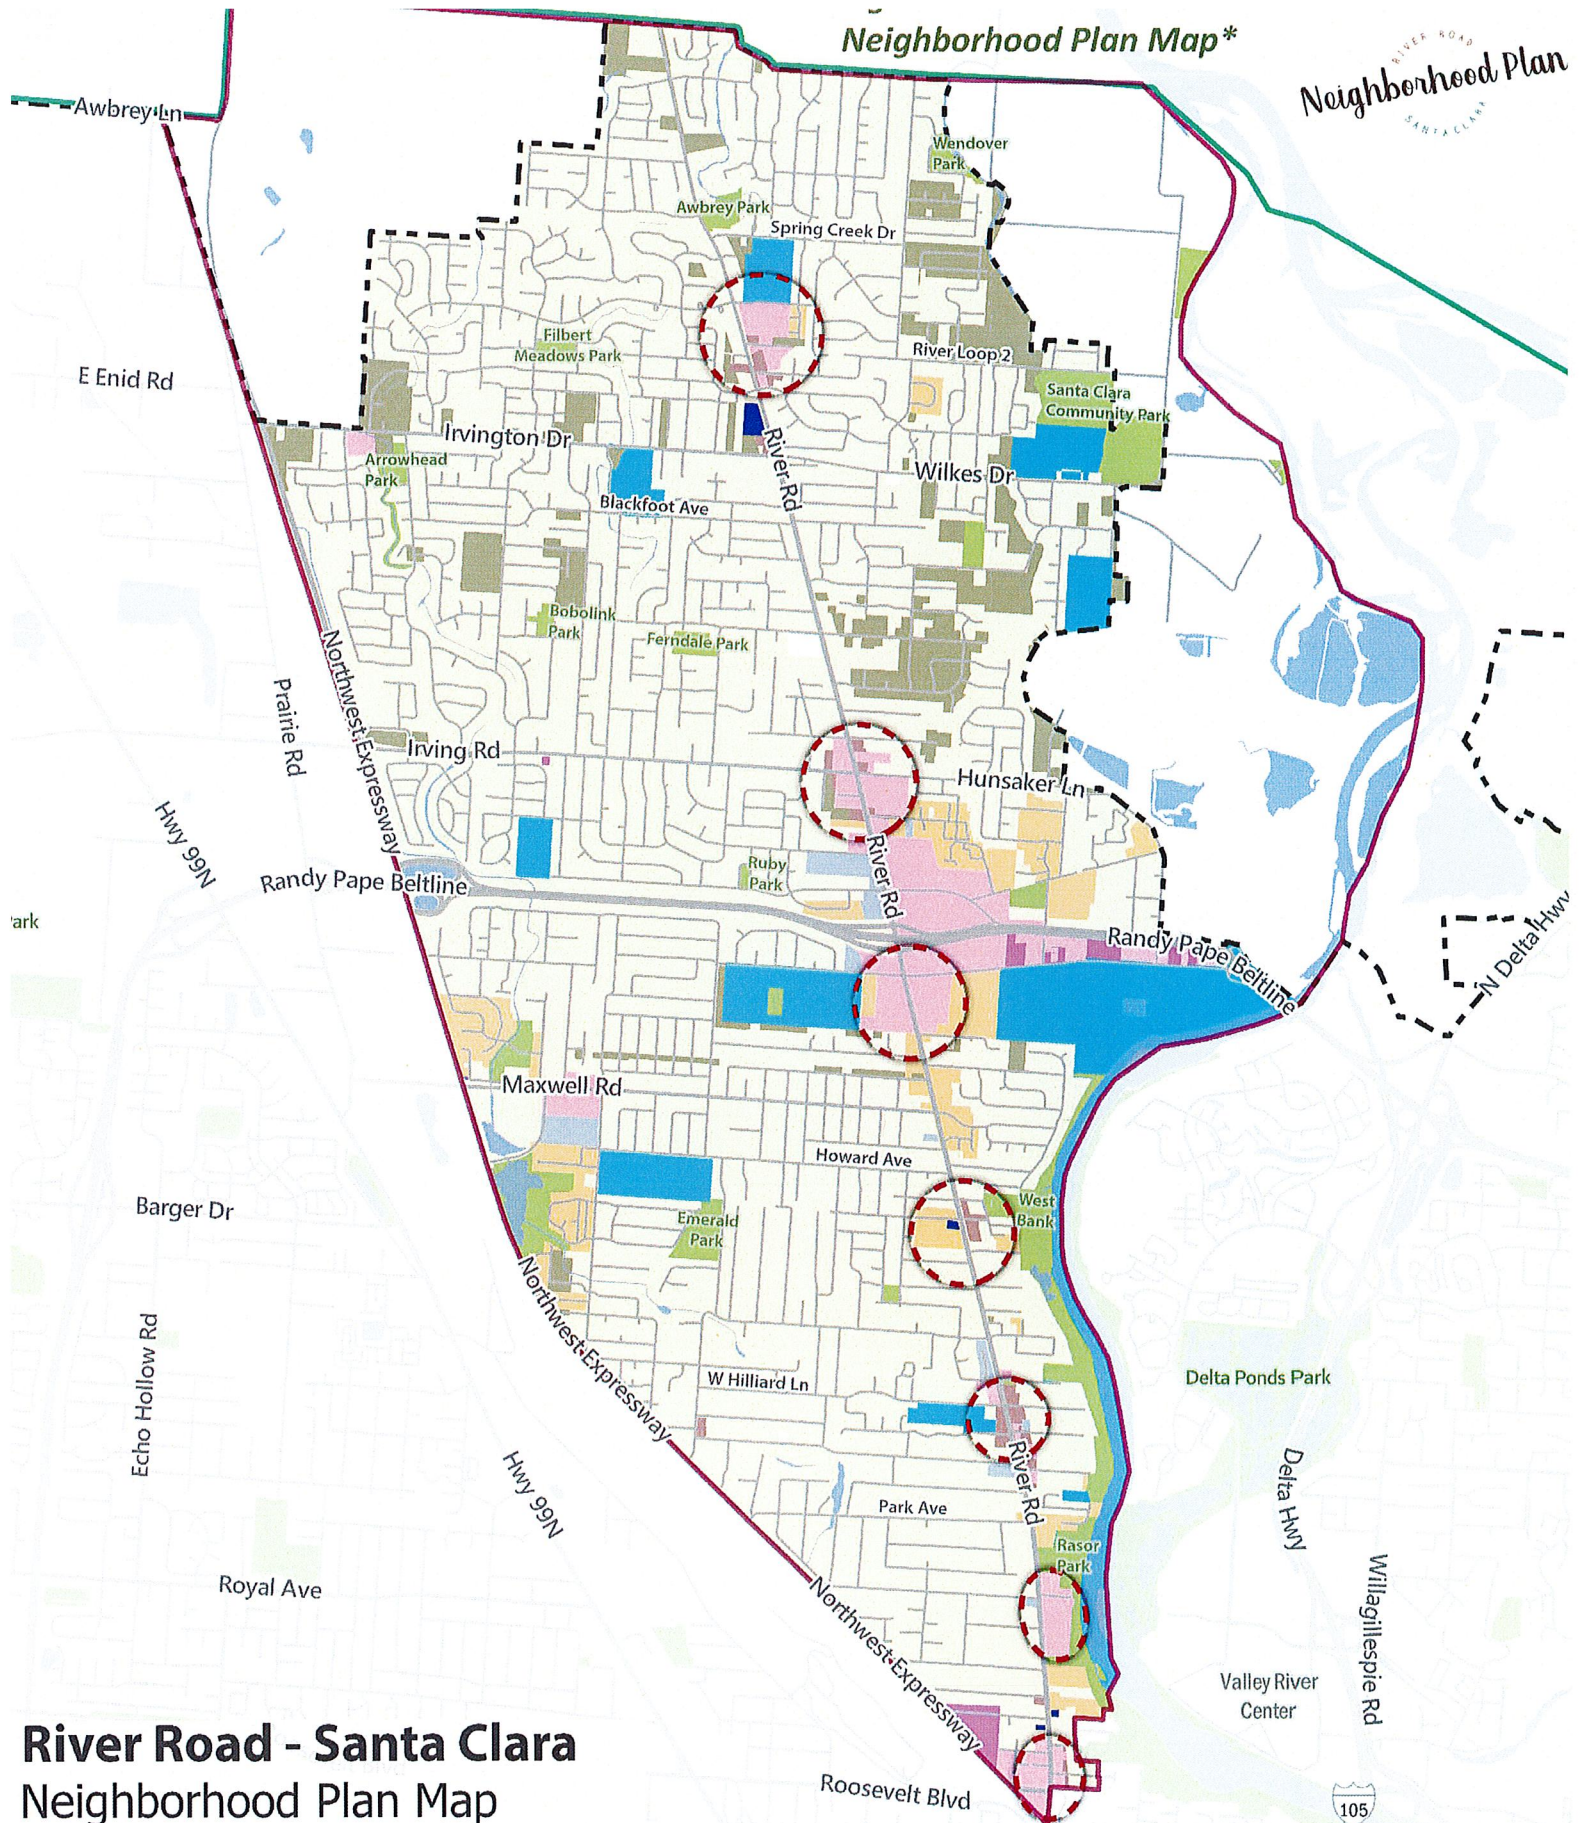 Neighborhood Plan Map*
RIVER ROAD
Neighborhood Plan
SANTA CLARA
Awbrey Ln
Wendover
Park
Awbrey Park
Spring Creek Dr
Filbert
Meadows Park
River Loop 2
E Enid Rd
Santa Clara
Community Park
Irvington Dr
River Rd
Arrowhead
Park
Wilkes Dr
Blackfoot Ave
Bobolink
Park
Ferndale Park
Northwest Expressway
Prairie Rd
Irving Rd
Hunsaker Ln
Hwy 99N
River Rd
Ruby
Park
Randy Pape Beltline
ark
Randy Pape Beltline
N Delta Hwy
Maxwell Rd
Howard Ave
West
Bank
Barger Dr
Emerald
Park
Northwest Expressway
Echo Hollow Rd
W Hilliard Ln
Delta Ponds Park
River Rd
Hwy 99N
Park Ave
Delta Hwy
Rasor
Park
Royal Ave
Northwest Expressway
Willagillespie Rd
Valley River
Center
River Road - Santa Clara
Neighborhood Plan Map
Roosevelt Blvd
105